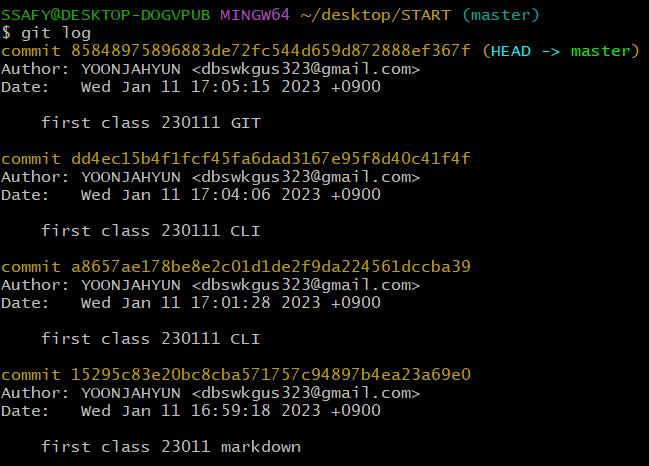 SSAFY@DESKTOP-DOGVPUB MINGW64 ~/desktop/START (master)
$ git log
commit 85848975896883de72fc544d659d872888ef367f (HEAD -> master)
Author: YOONJAHYUN <dbswkgus323@gmail.com>
Date:   Wed Jan 11 17:05:15 2023 +0900
first class 230111 GIT
commit dd4ec15b4f1fcf45fa6dad3167e95f8d40c41f4f
Author: YOONJAHYUN <dbswkgus323@gmail.com>
Date:   Wed Jan 11 17:04:06 2023 +0900
first class 230111 CLI
commit a8657ae178be8e2c01d1de2f9da224561dccba39
Author: YOONJAHYUN <dbswkgus323@gmail.com>
Date:   Wed Jan 11 17:01:28 2023 +0900
first class 230111 CLI
commit 15295c83e20bc8cba571757c94897b4ea23a69e0
Author: YOONJAHYUN <dbswkgus323@gmail.com>
Date:   Wed Jan 11 16:59:18 2023 +0900
first class 23011 markdown